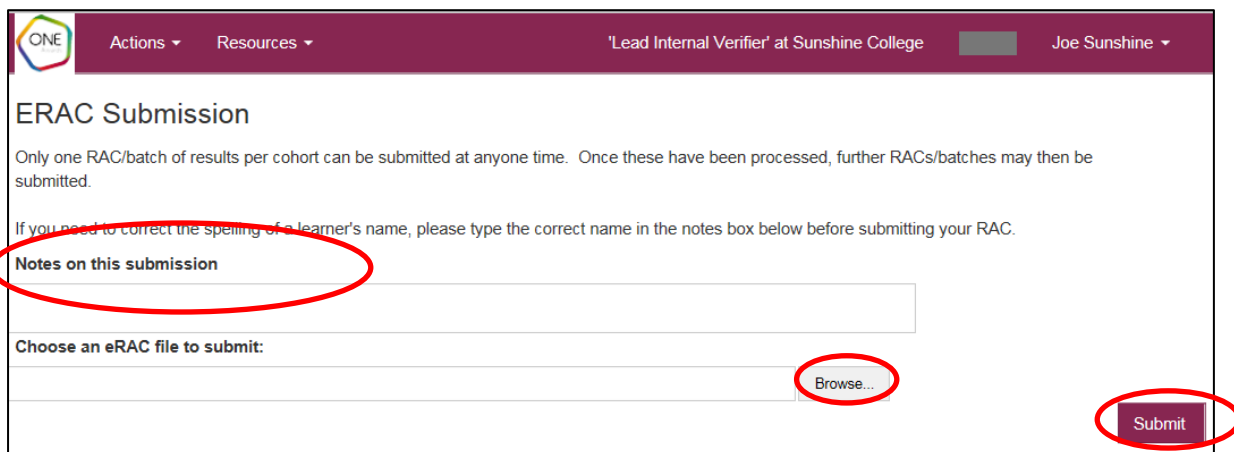 ONE
Actions Resources 'Lead Internal Verifier' at Sunshine College Joe Sunshine
ERAC Submission
Only one RAC/batch of results per cohort can be submitted at anyone time. Once these have been processed, further RACs/batches may then be
submitted.
If you need to correct the spelling of a learner's name, please type the correct name in the notes box below before submitting your RAC.
Notes on this submission
Choose an eRAC file to submit:
Browse...
Submit